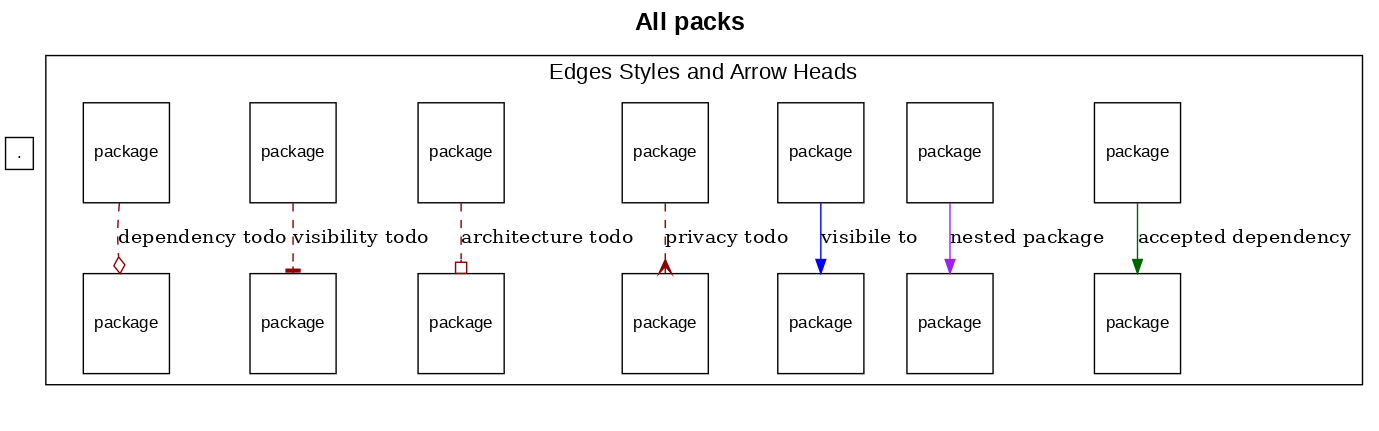 All packs
Edges Styles and Arrow Heads
.
package package package package package package package
dependency todo visibility todo architecture todo privacy todo visibile to nested package accepted dependency
package package package package package package package